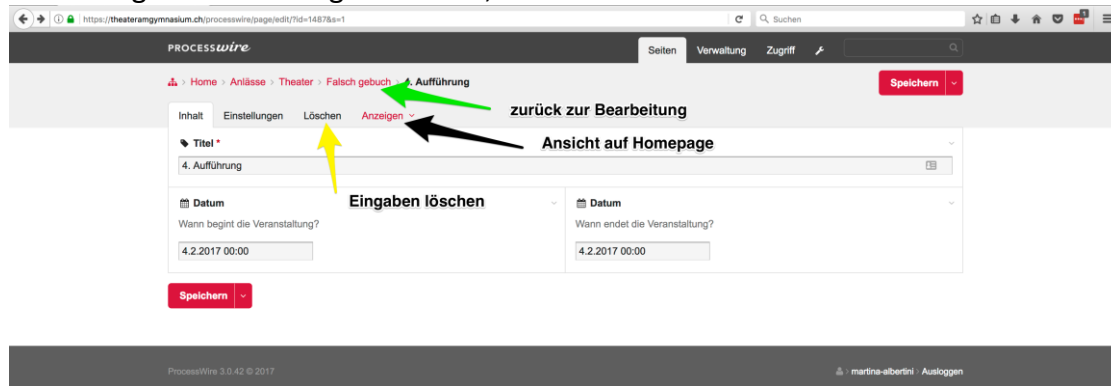 https://theateramgymnasium.ch/processwire/page/edit/?id=1487&s=1
Suchen
PROCESSwire
Seiten Verwaltung Zugriff
> Home > Anlässe > Theater > Falsch gebuch > 4. Aufführung
Speichern
zurück zur Bearbeitung
Inhalt Einstellungen Löschen Anzeigen
Ansicht auf Homepage
Titel *
4. Aufführung
Eingaben löschen
Datum Datum
Wann begint die Veranstaltung? Wann endet die Veranstaltung?
4.2.2017 00:00 4.2.2017 00:00
Speichern
ProcessWire 3.0.42 © 2017
> martina-albertini > Ausloggen